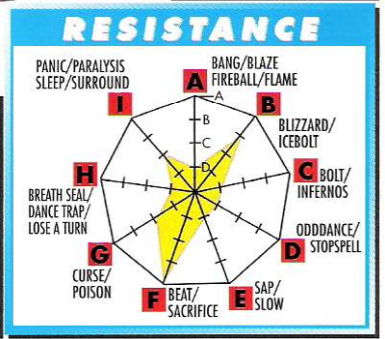 RESISTANCE
PANIC/PARALYSIS
SLEEP/SURROUND
BANG/BLAZE
FIREBALL/FLAME
A
A
B
C
D
I
B
BLIZZARD/
ICEBOLT
H
C
BOLT/
INFERNOS
BREATH SEAL/
DANCE TRAP/
LOSE A TURN
G
D
ODDDANCE/
STOPSPELL
CURSE/
POISON
F
BEAT/
SACRIFICE
E
SAP/
SLOW